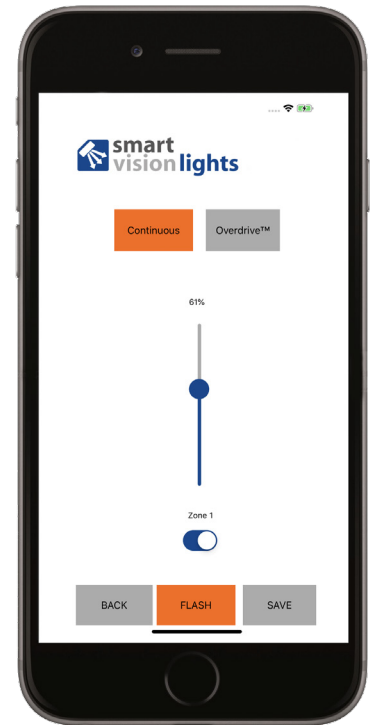 smart
vision lights
Continuous Overdrive™
61%
Zone 1
BACK FLASH SAVE